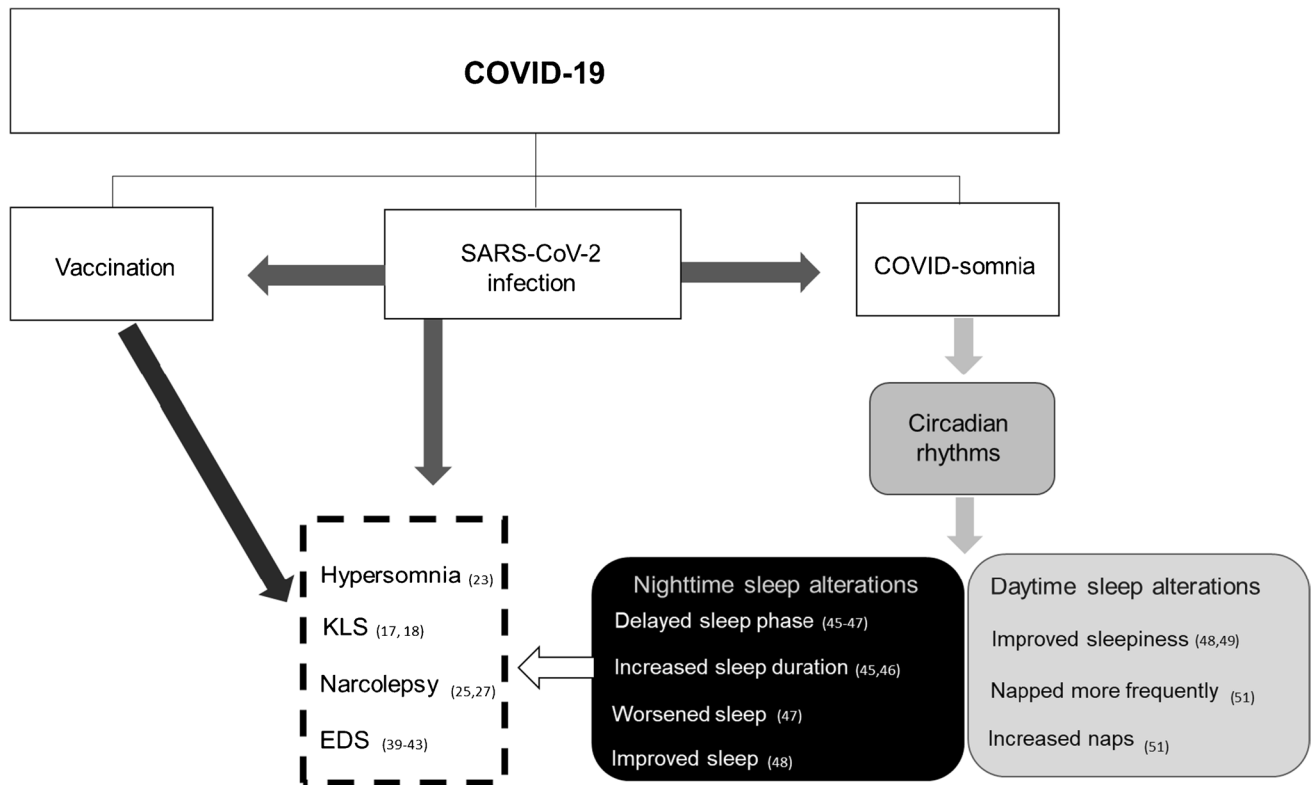 COVID-19
Vaccination
SARS-CoV-2
infection
COVID-somnia
Circadian
rhythms
Hypersomnia (23)
KLS (17, 18)
Narcolepsy (25,27)
EDS (39-43)
Nighttime sleep alterations
Delayed sleep phase (45-47)
Increased sleep duration (45,46)
Worsened sleep (47)
Improved sleep (48)
Daytime sleep alterations
Improved sleepiness (48,49)
Napped more frequently (51)
Increased naps (51)